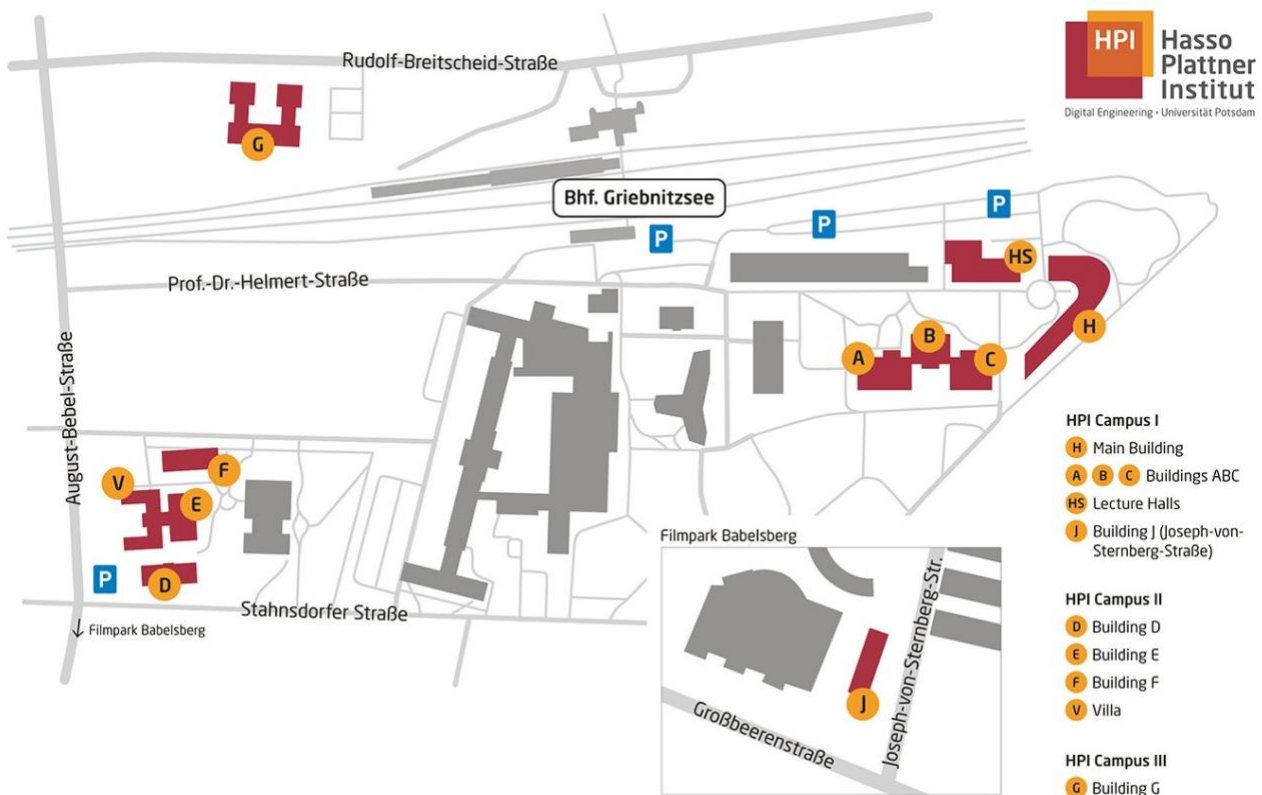 HPI
Hasso
Plattner
Institut
Digital Engineering • Universität Potsdam
Rudolf-Breitscheid-Straße
G
Bhf. Griebnitzsee
P
P
P
HS
Prof.-Dr.-Helmert-Straße
H
A
B
C
August-Bebel-Straße
V
F
E
P
D
Stahnsdorfer Straße
↓ Filmpark Babelsberg
Filmpark Babelsberg
Joseph-von-Sternberg-Str.
J
Großbeerenstraße
HPI Campus I
H Main Building
A B C Buildings ABC
HS Lecture Halls
J Building J (Joseph-von-
Sternberg-Straße)
HPI Campus II
D Building D
E Building E
F Building F
V Villa
HPI Campus III
G Building G